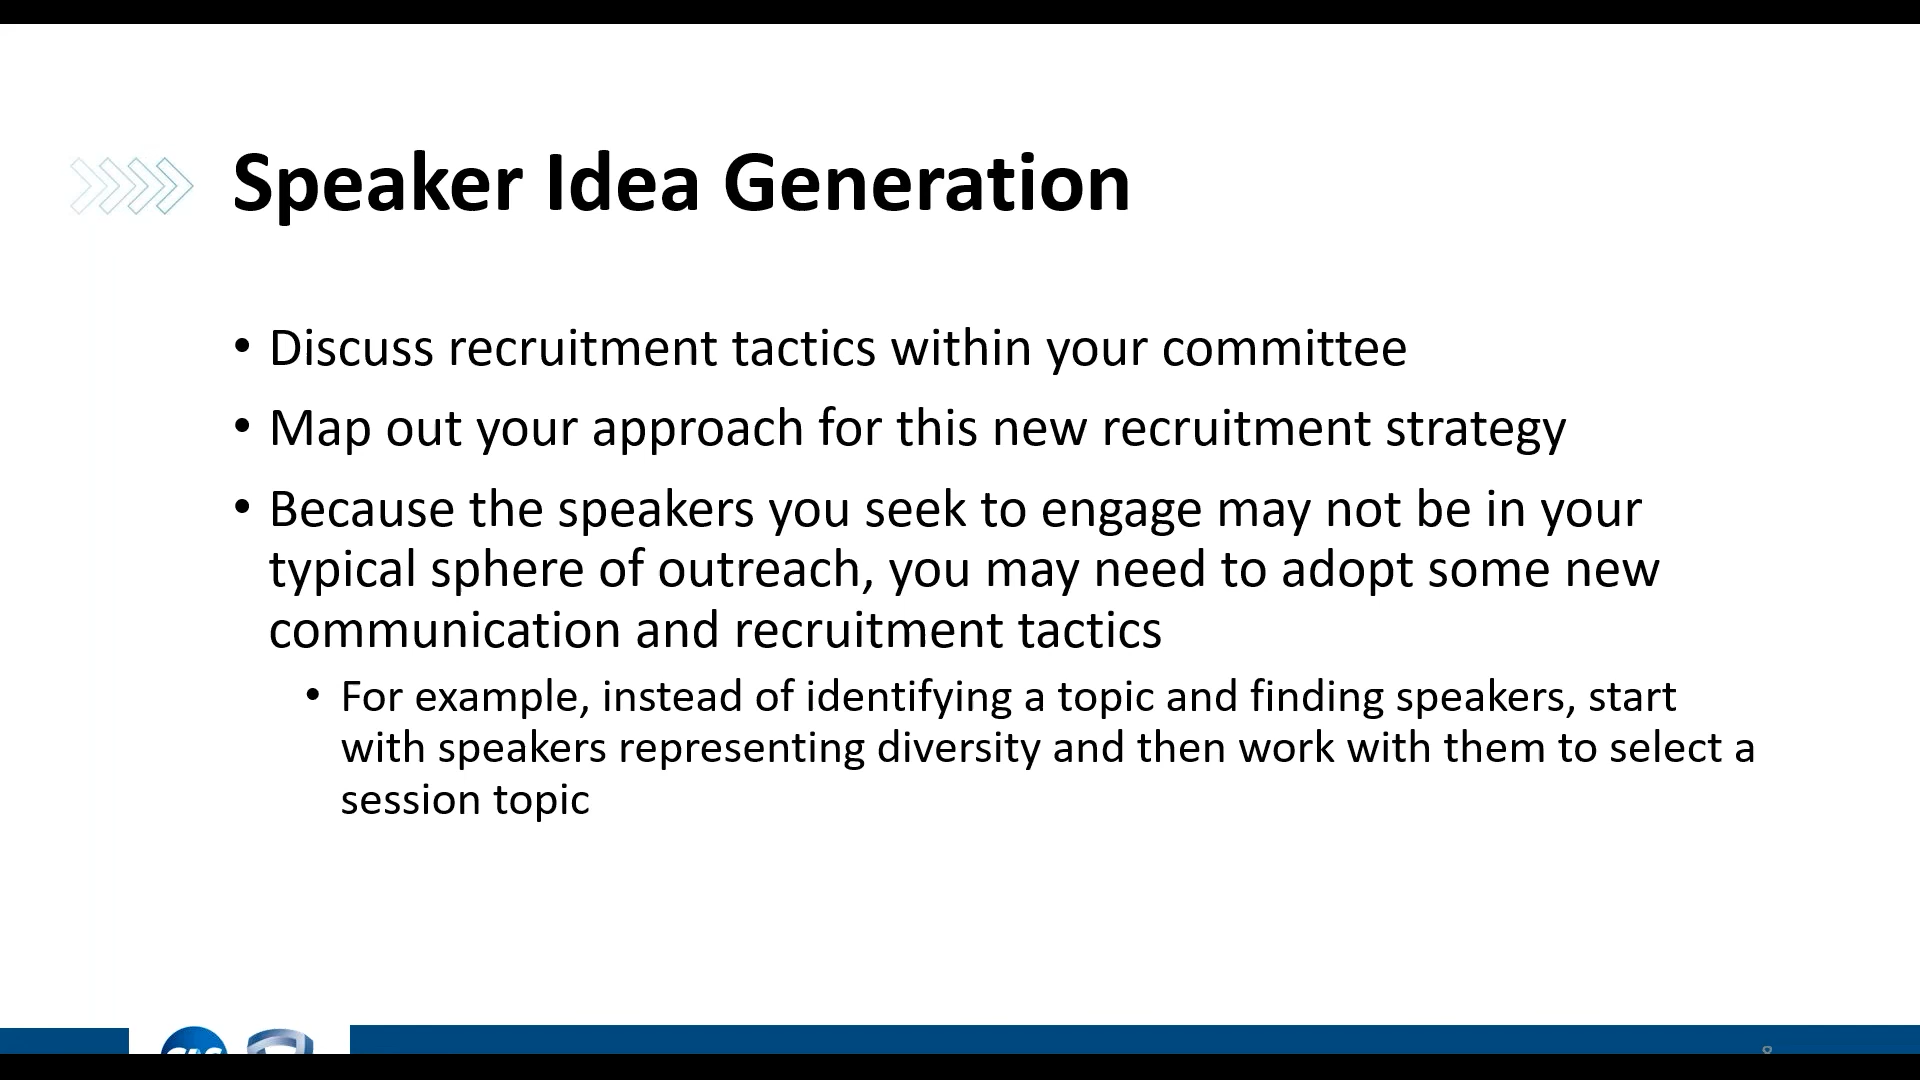 Speaker Idea Generation
• Discuss recruitment tactics within your committee
• Map out your approach for this new recruitment strategy
• Because the speakers you seek to engage may not be in your
typical sphere of outreach, you may need to adopt some new
communication and recruitment tactics
• For example, instead of identifying a topic and finding speakers, start
with speakers representing diversity and then work with them to select a
session topic